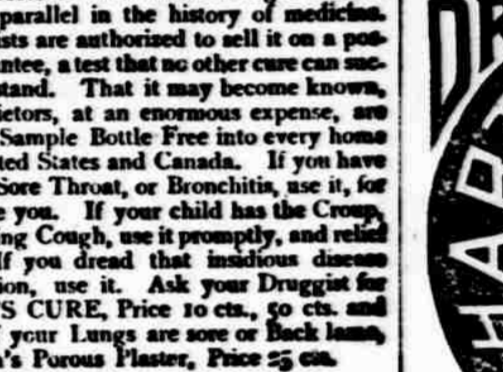 parallel in the history of medicine.
ists are authorized to sell it on a pos-
antee, a test that no other cure can suc-
stand. That it may become known,
ietors, at an enormous expense, are
Sample Bottle Free into every home
ted States and Canada. If you have
Sore Throat, or Bronchitis, use it, for
e you. If your child has the Croup,
ing Cough, use it promptly, and relief
If you dread that insidious disease
ion, use it. Ask your Druggist for
'S CURE, Price 10 cts., 50 cts. and
f your Lungs are sore or Back lame,
's Porous Plaster, Price 25 cts.
D
HART